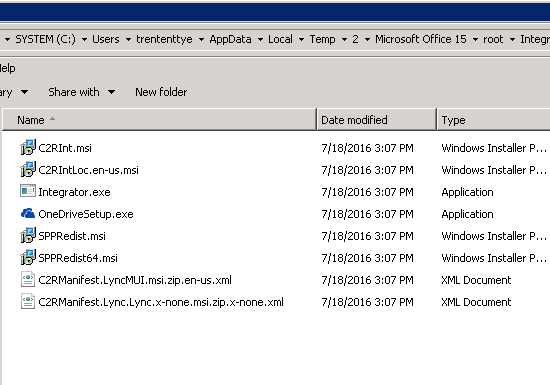 SYSTEM (C:) Users trententtye AppData Local Temp 2 Microsoft Office 15 root Integr
Help
ary Share with New folder
Name Date modified Type
C2RInt.msi 7/18/2016 3:07 PM Windows Installer P...
C2RIntLoc.en-us.msi 7/18/2016 3:07 PM Windows Installer P...
Integrator.exe 7/18/2016 3:07 PM Application
OneDriveSetup.exe 7/18/2016 3:07 PM Application
SPPRedist.msi 7/18/2016 3:07 PM Windows Installer P...
SPPRedist64.msi 7/18/2016 3:07 PM Windows Installer P...
C2RManifest.LyncMUI.msi.zip.en-us.xml 7/18/2016 3:07 PM XML Document
C2RManifest.Lync.Lync.x-none.msi.zip.x-none.xml 7/18/2016 3:07 PM XML Document